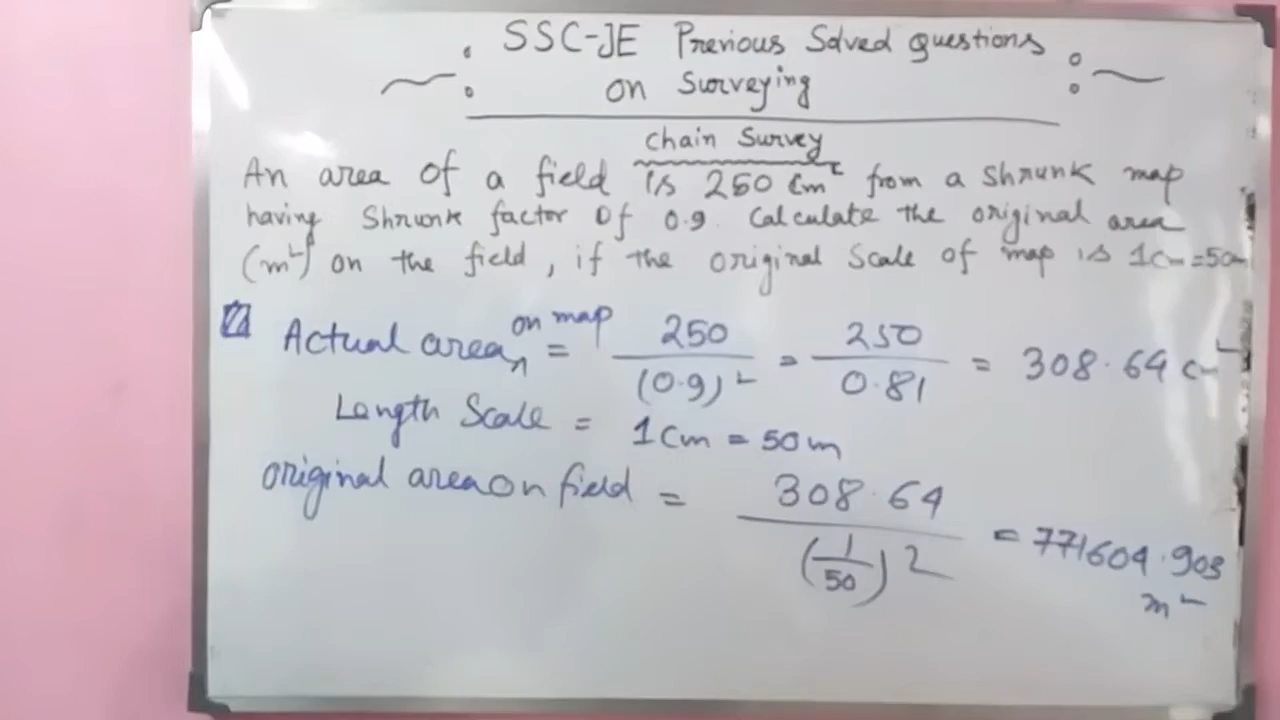 SSC-JE Previous Solved questions
on Surveying
Chain Survey
An area of a field is 250 cm² from a shrunk map
having Shrunk factor of 0.9. Calculate the original area
(m²) on the field, if the original scale of map is 1cm=50m
Actual area on map = 250/(0.9)² = 250/0.81 = 308.64 cm²
Length Scale = 1cm = 50m
original area on field = 308.64/(1/50)² = 771604.903 m²